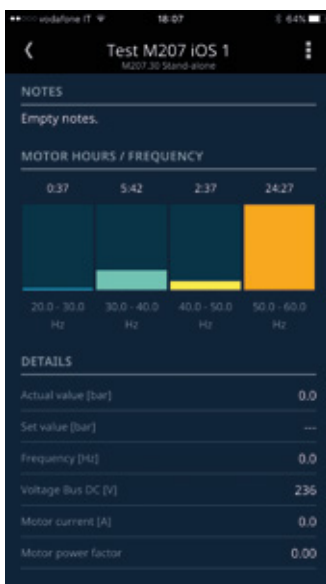 vodafone IT 18:07 64%
Test M207 iOS 1
M207.30 Stand-alone
NOTES
Empty notes.
MOTOR HOURS / FREQUENCY
0:37 5:42 2:37 24:27
20.0 - 30.0 30.0 - 40.0 40.0 - 50.0 50.0 - 60.0
Hz Hz Hz Hz
DETAILS
Actual value [bar] 0.0
Set value [bar] ---
Frequency [Hz] 0.0
Voltage Bus DC [V] 236
Motor current [A] 0.0
Motor power factor 0.00